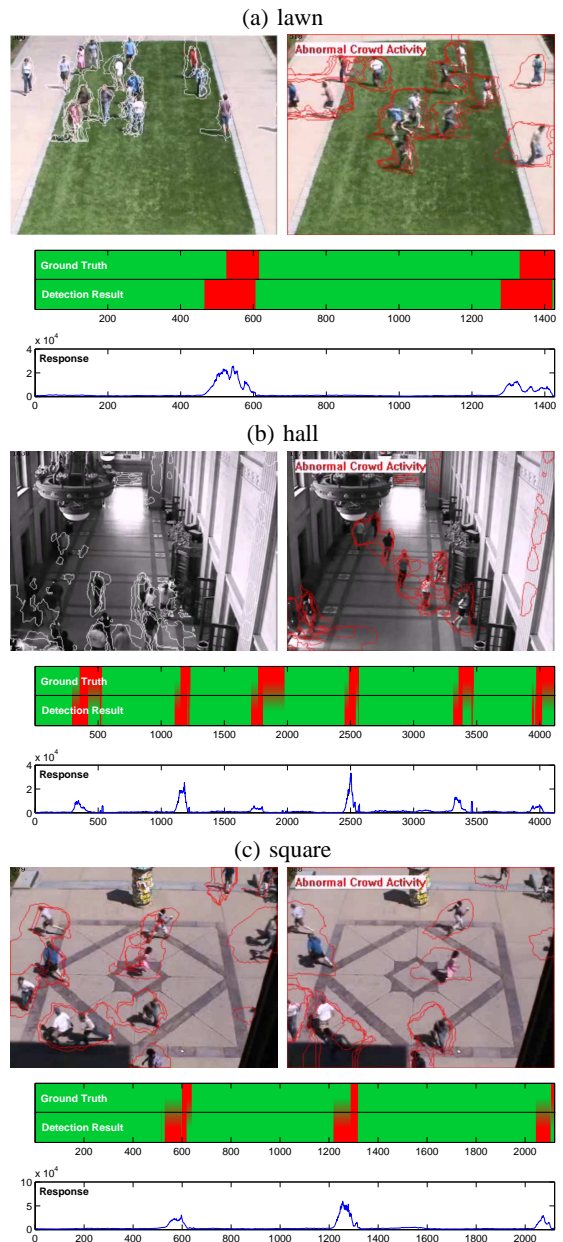 (a) lawn
Abnormal Crowd Activity
Ground Truth
Detection Result
200 400 600 800 1000 1200 1400
x 10^4
Response
4
2
0
0 200 400 600 800 1000 1200 1400
(b) hall
Abnormal Crowd Activity
Ground Truth
Detection Result
500 1000 1500 2000 2500 3000 3500 4000
x 10^4
Response
4
2
0
0 500 1000 1500 2000 2500 3000 3500 4000
(c) square
Abnormal Crowd Activity
Ground Truth
Detection Result
200 400 600 800 1000 1200 1400 1600 1800 2000
x 10^4
Response
10
5
0
0 200 400 600 800 1000 1200 1400 1600 1800 2000